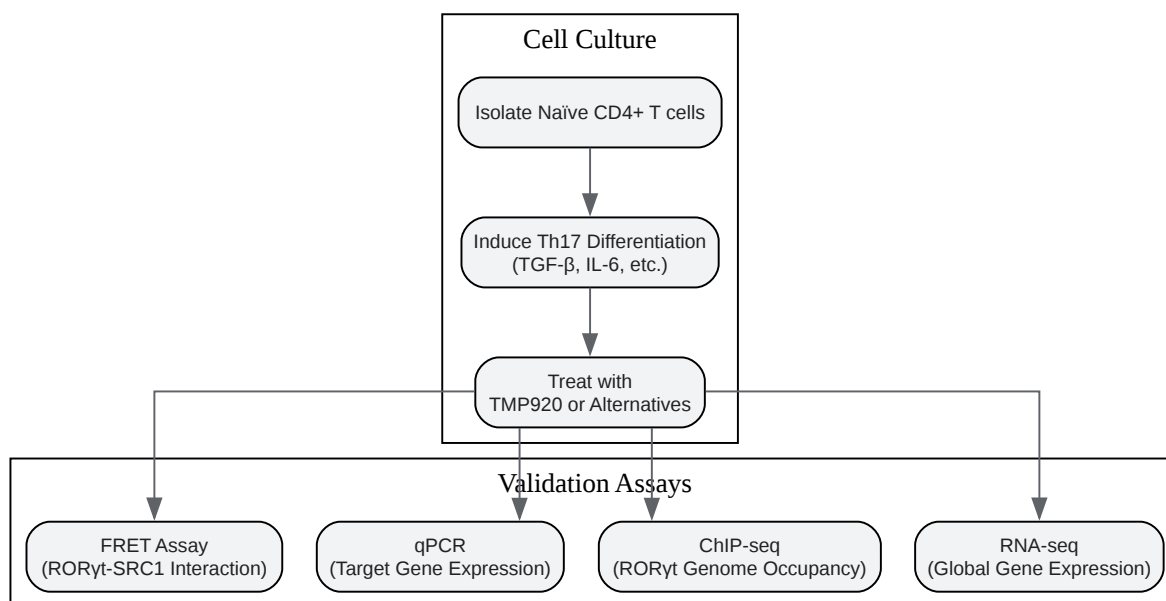 Cell Culture
Isolate Naïve CD4+ T cells
Induce Th17 Differentiation
(TGF-β, IL-6, etc.)
Treat with
TMP920 or Alternatives
Validation Assays
FRET Assay
(RORγt-SRC1 Interaction)
qPCR
(Target Gene Expression)
ChIP-seq
(RORγt Genome Occupancy)
RNA-seq
(Global Gene Expression)